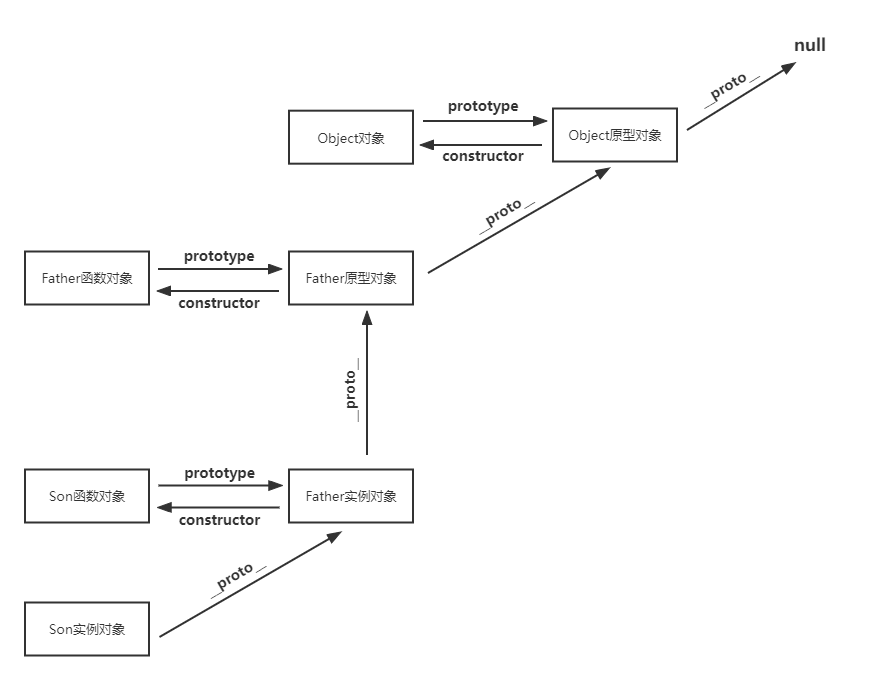 null
__proto__
prototype
Object对象
Object原型对象
constructor
__proto__
prototype
Father函数对象
Father原型对象
constructor
__proto__
prototype
Son函数对象
Father实例对象
constructor
__proto__
Son实例对象